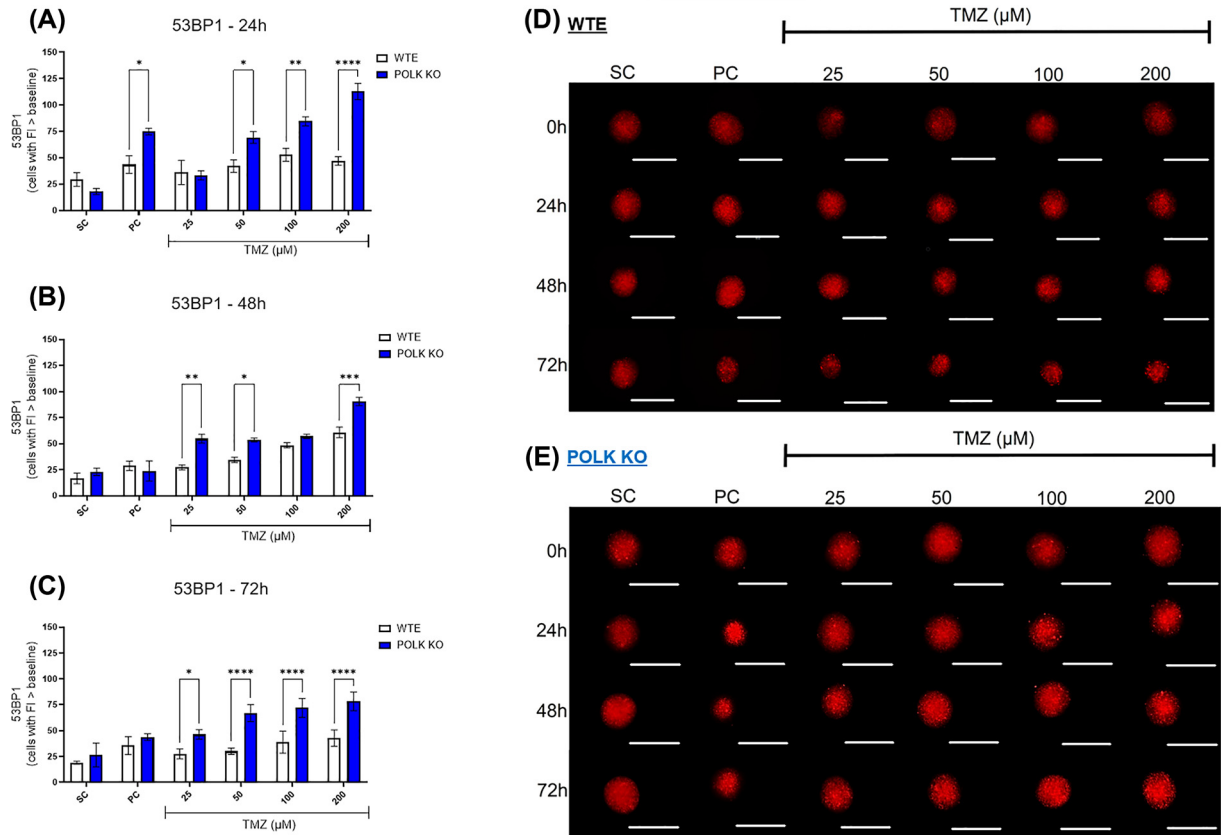 (A)
53BP1 - 24h
53BP1
(cells with FI > baseline)
150
125
100
75
50
25
0
* * ** ****
WTE
POLK KO
SC PC 25 50 100 200
TMZ (µM)
(B)
53BP1 - 48h
53BP1
(cells with FI > baseline)
150
125
100
75
50
25
0
** * ***
WTE
POLK KO
SC PC 25 50 100 200
TMZ (µM)
(C)
53BP1 - 72h
53BP1
(cells with FI > baseline)
150
125
100
75
50
25
0
* **** **** ****
WTE
POLK KO
SC PC 25 50 100 200
TMZ (µM)
(D) WTE
TMZ (µM)
SC PC 25 50 100 200
0h
24h
48h
72h
(E) POLK KO
TMZ (µM)
SC PC 25 50 100 200
0h
24h
48h
72h